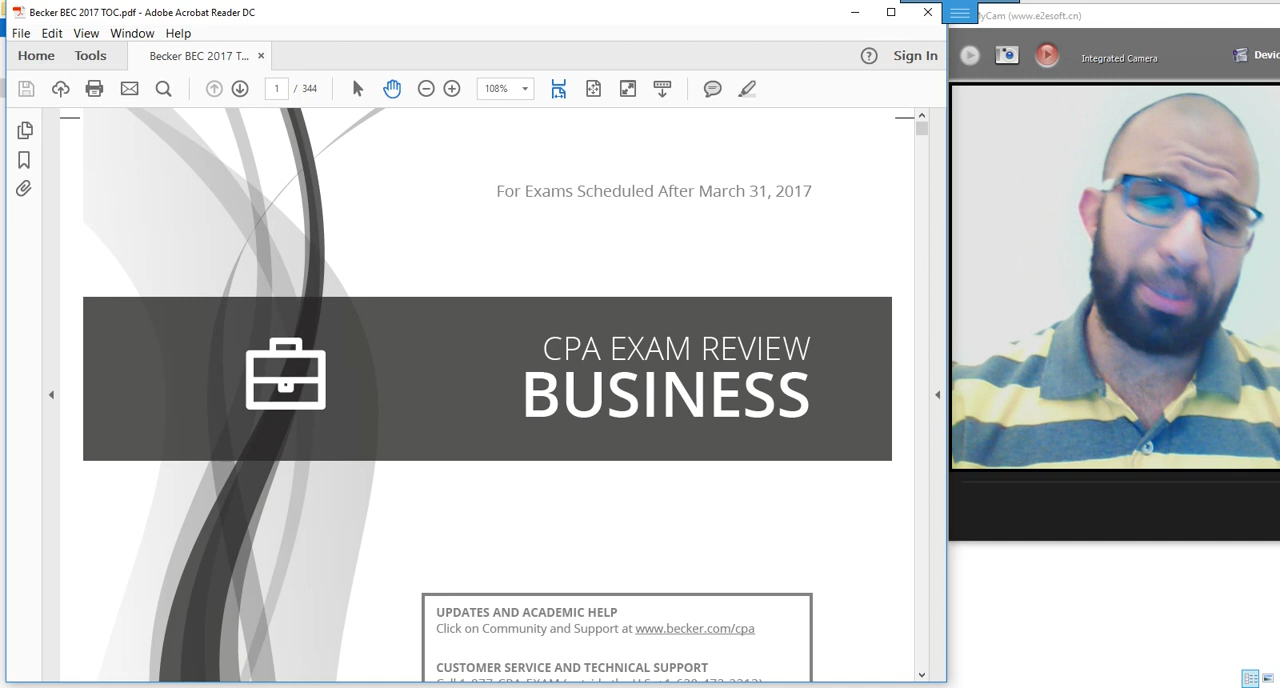 Becker BEC 2017 TOC.pdf - Adobe Acrobat Reader DC
File Edit View Window Help
Home Tools Becker BEC 2017 T... × Sign In
1 / 344 108%
For Exams Scheduled After March 31, 2017
CPA EXAM REVIEW
BUSINESS
UPDATES AND ACADEMIC HELP
Click on Community and Support at www.becker.com/cpa
CUSTOMER SERVICE AND TECHNICAL SUPPORT
MyCam (www.e2esoft.cn)
Integrated Camera